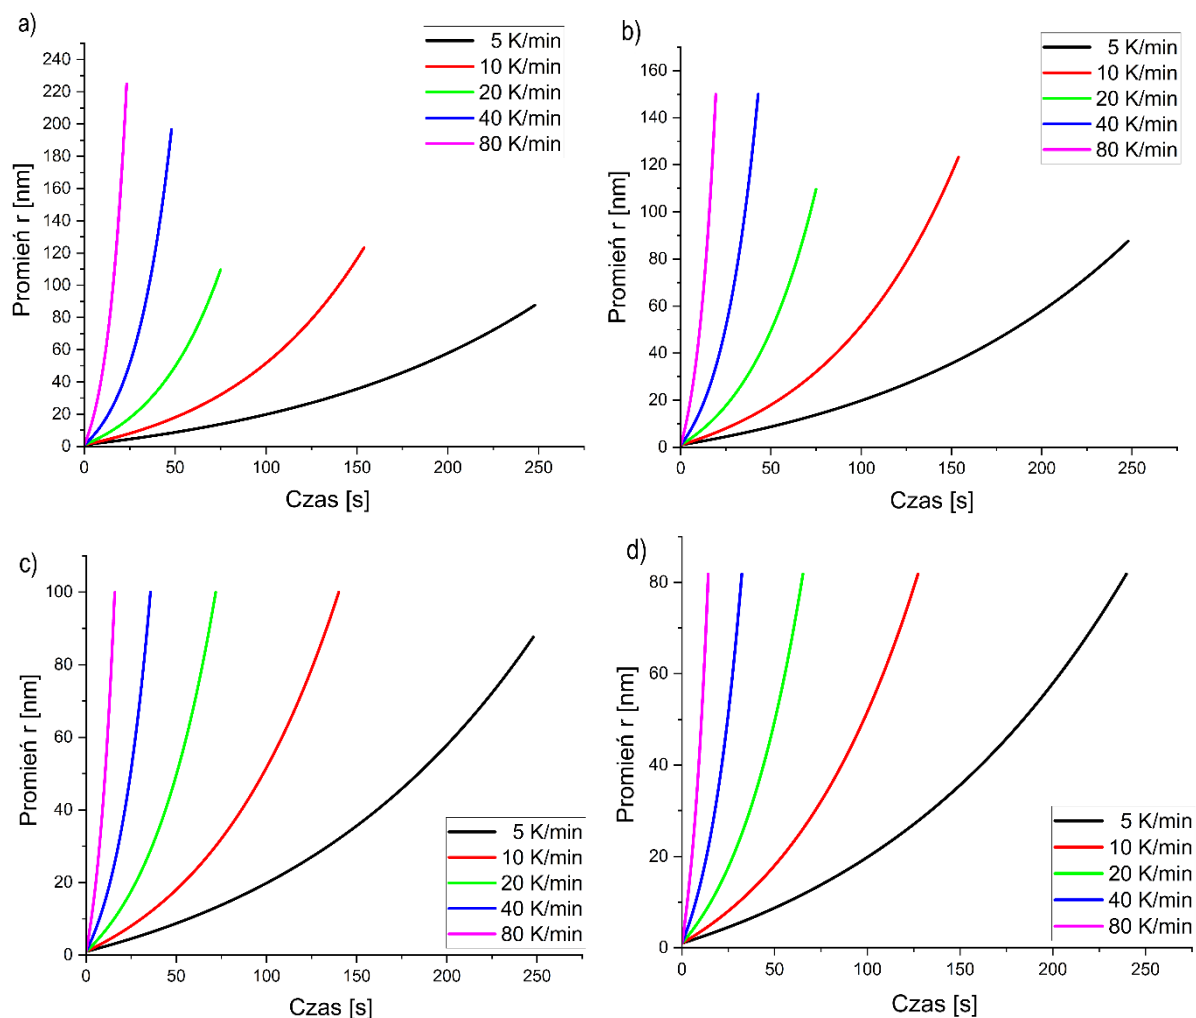 a)
5 K/min
10 K/min
20 K/min
40 K/min
80 K/min
240
220
200
180
160
140
120
100
80
60
40
20
0
Promień r [nm]
0 50 100 150 200 250
Czas [s]
b)
5 K/min
10 K/min
20 K/min
40 K/min
80 K/min
160
140
120
100
80
60
40
20
0
Promień r [nm]
0 50 100 150 200 250
Czas [s]
c)
100
80
60
40
20
0
Promień r [nm]
5 K/min
10 K/min
20 K/min
40 K/min
80 K/min
0 50 100 150 200 250
Czas [s]
d)
80
60
40
20
0
Promień r [nm]
5 K/min
10 K/min
20 K/min
40 K/min
80 K/min
0 50 100 150 200 250
Czas [s]